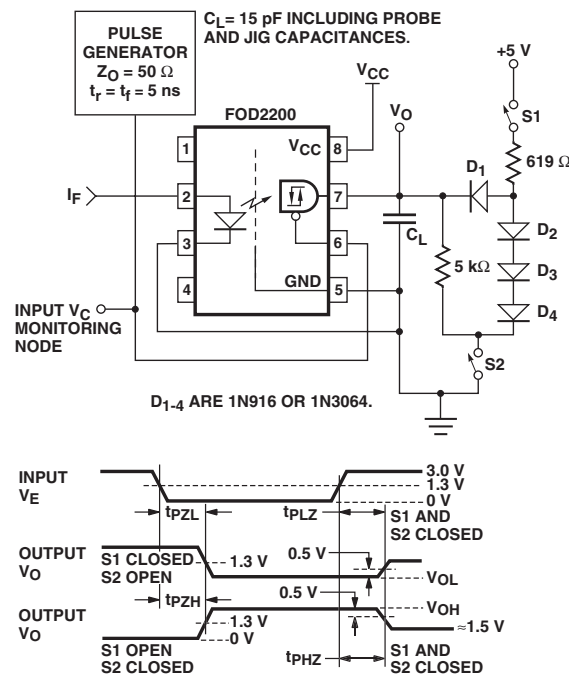 PULSE
GENERATOR
Z_O = 50 Ω
t_r = t_f = 5 ns
C_L= 15 pF INCLUDING PROBE
AND JIG CAPACITANCES.
+5 V
V_CC
FOD2200
V_O
S1
1
V_CC
8
D_1
619 Ω
I_F
2
7
D_2
C_L
3
6
5 kΩ
D_3
4
GND
5
D_4
INPUT V_C
MONITORING
NODE
S2
D_1-4 ARE 1N916 OR 1N3064.
INPUT
V_E
3.0 V
1.3 V
0 V
t_PZL
t_PLZ
S1 AND
S2 CLOSED
OUTPUT
V_O
S1 CLOSED
S2 OPEN
1.3 V
0.5 V
V_OL
t_PZH
0.5 V
V_OH
OUTPUT
V_O
1.3 V
0 V
≈1.5 V
S1 OPEN
S2 CLOSED
t_PHZ
S1 AND
S2 CLOSED